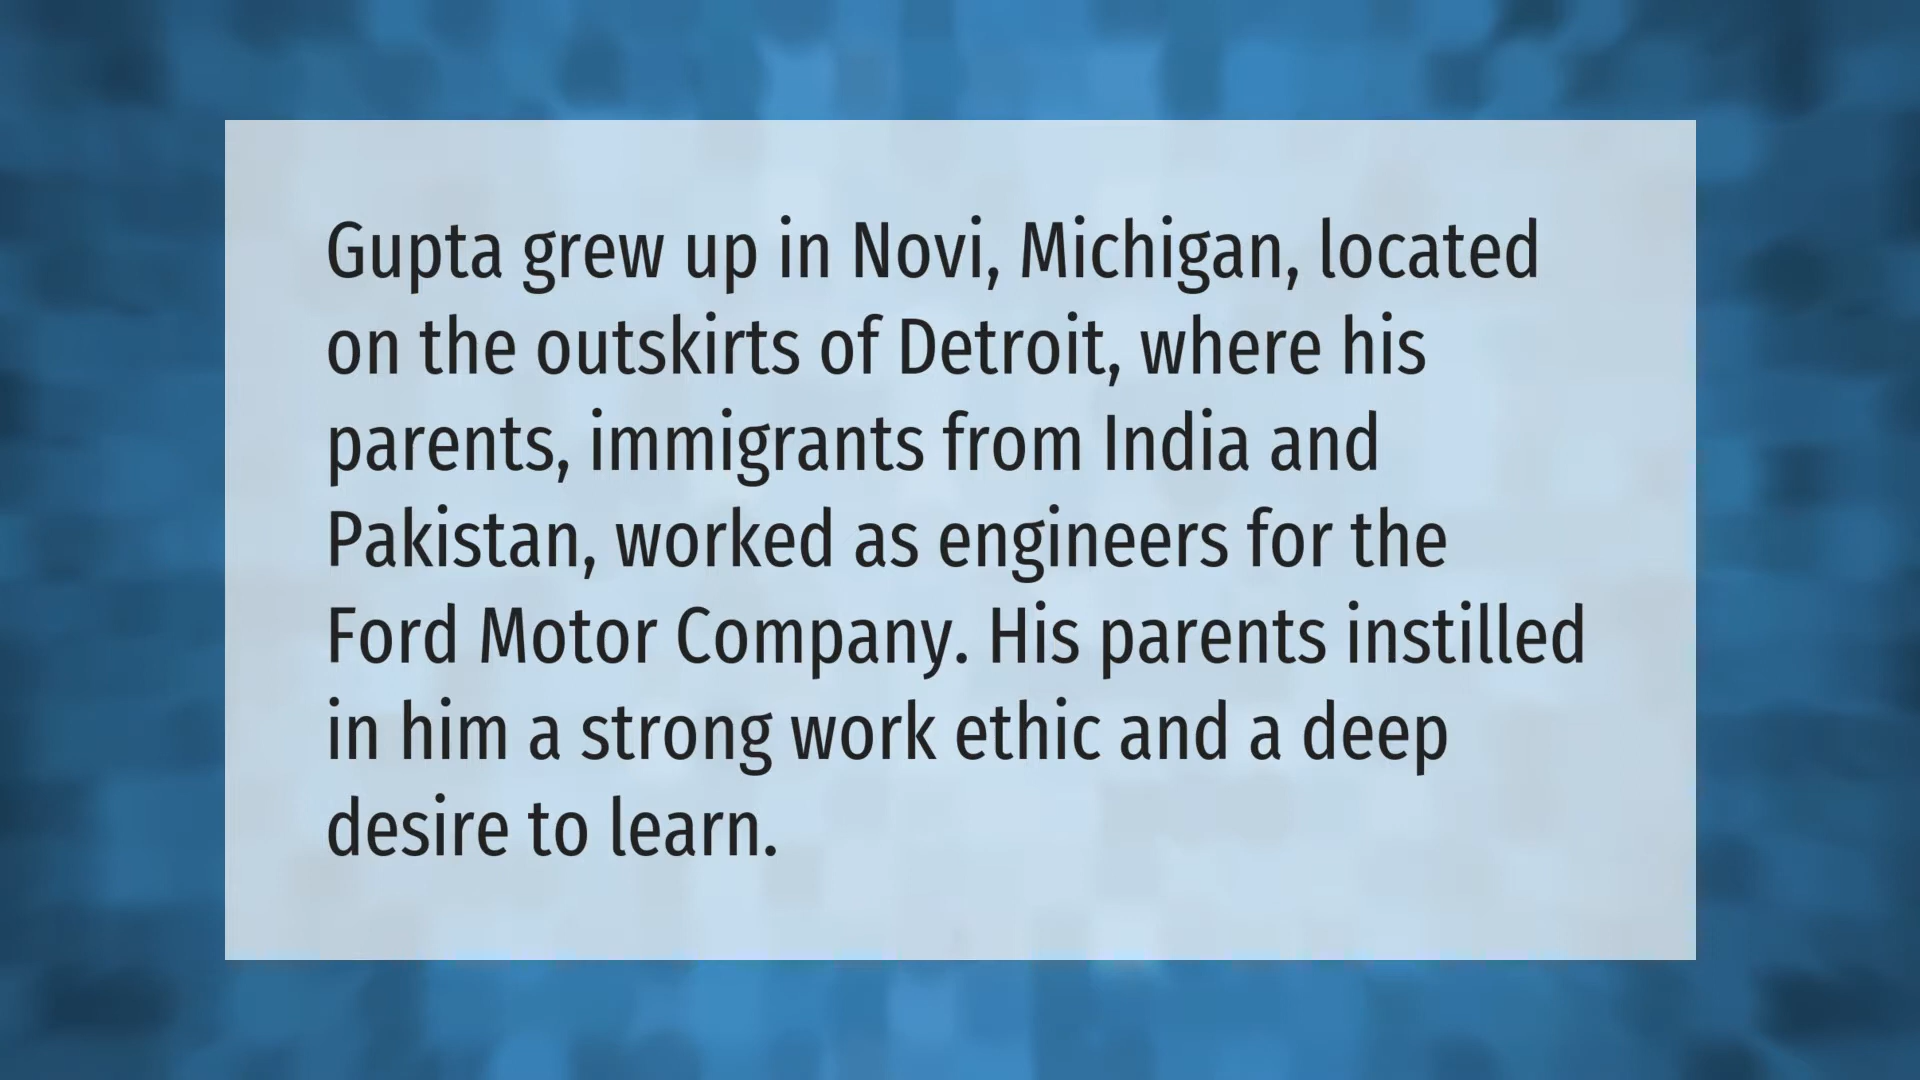 Gupta grew up in Novi, Michigan, located
on the outskirts of Detroit, where his
parents, immigrants from India and
Pakistan, worked as engineers for the
Ford Motor Company. His parents instilled
in him a strong work ethic and a deep
desire to learn.